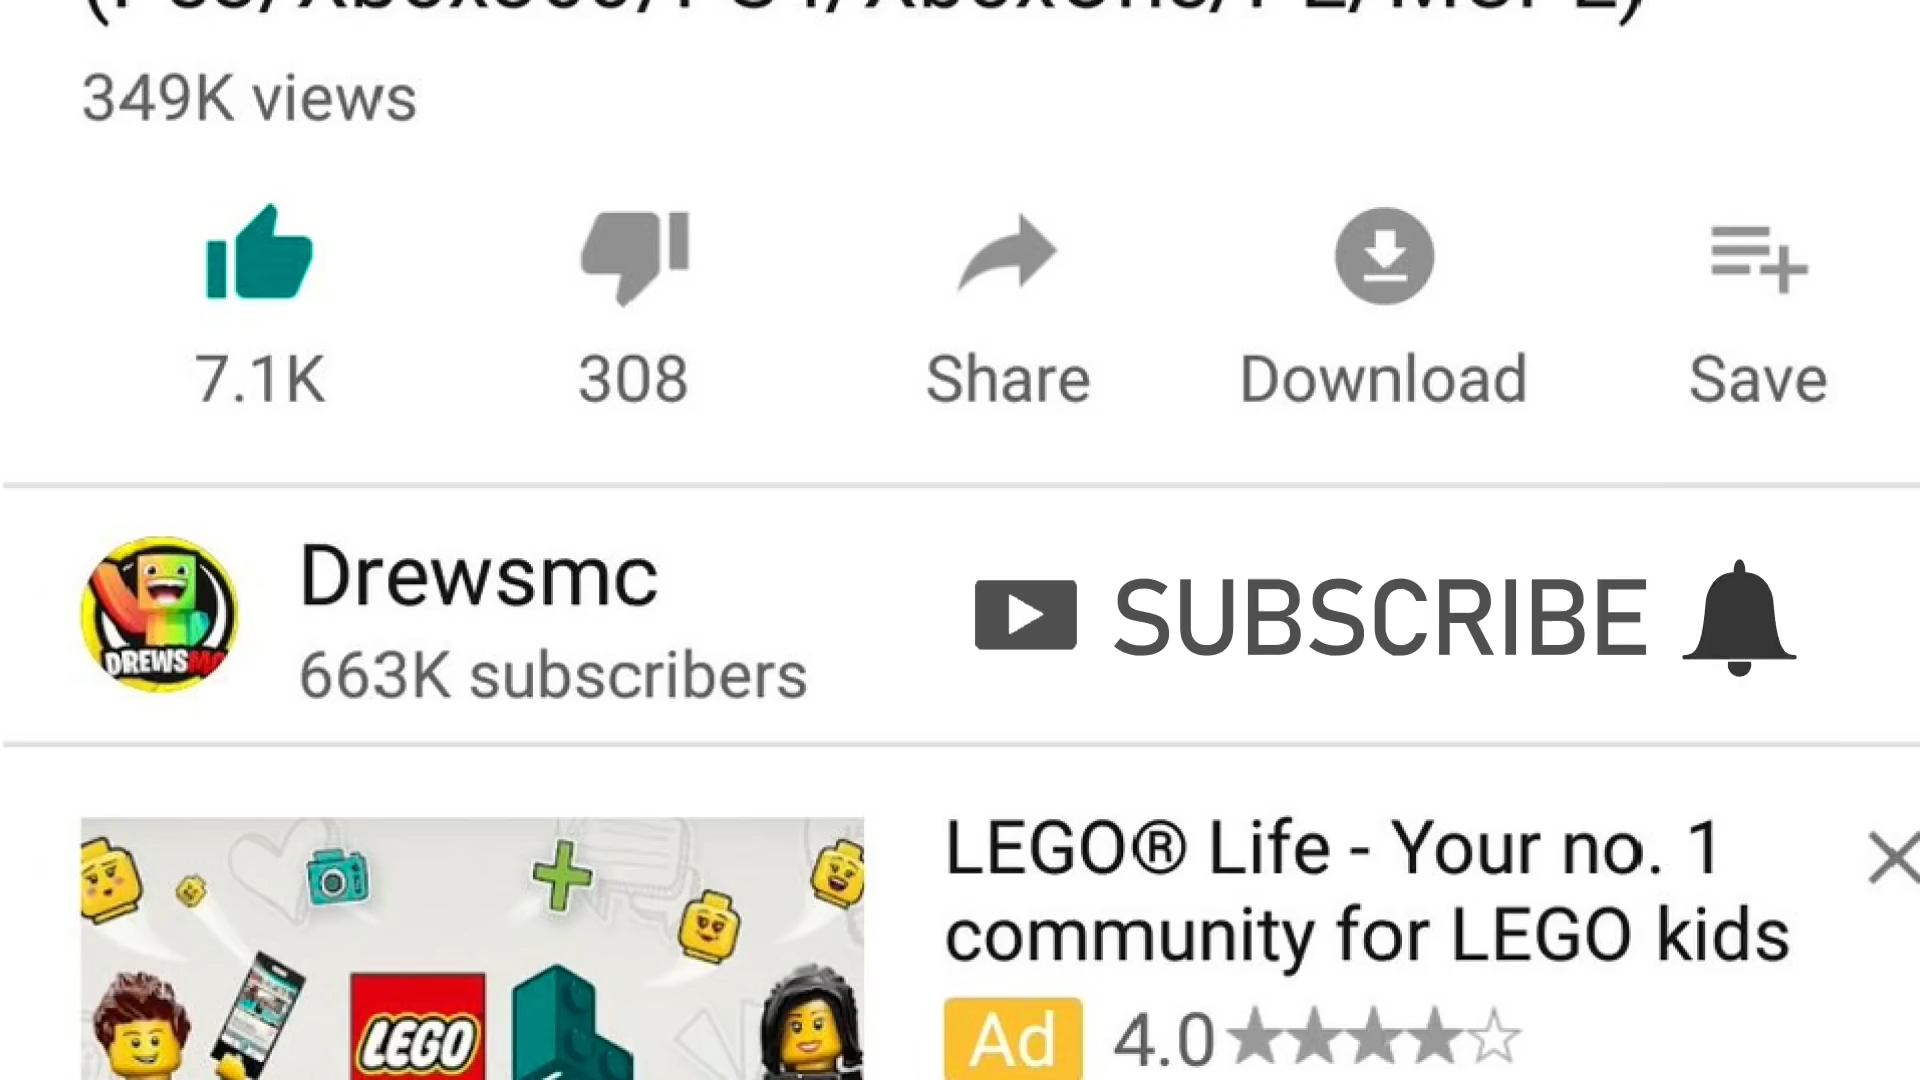 349K views
7.1K
308
Share
Download
Save
Drewsmc
663K subscribers
SUBSCRIBE
DREWSMC
LEGO® Life - Your no. 1
community for LEGO kids
Ad 4.0
LEGO